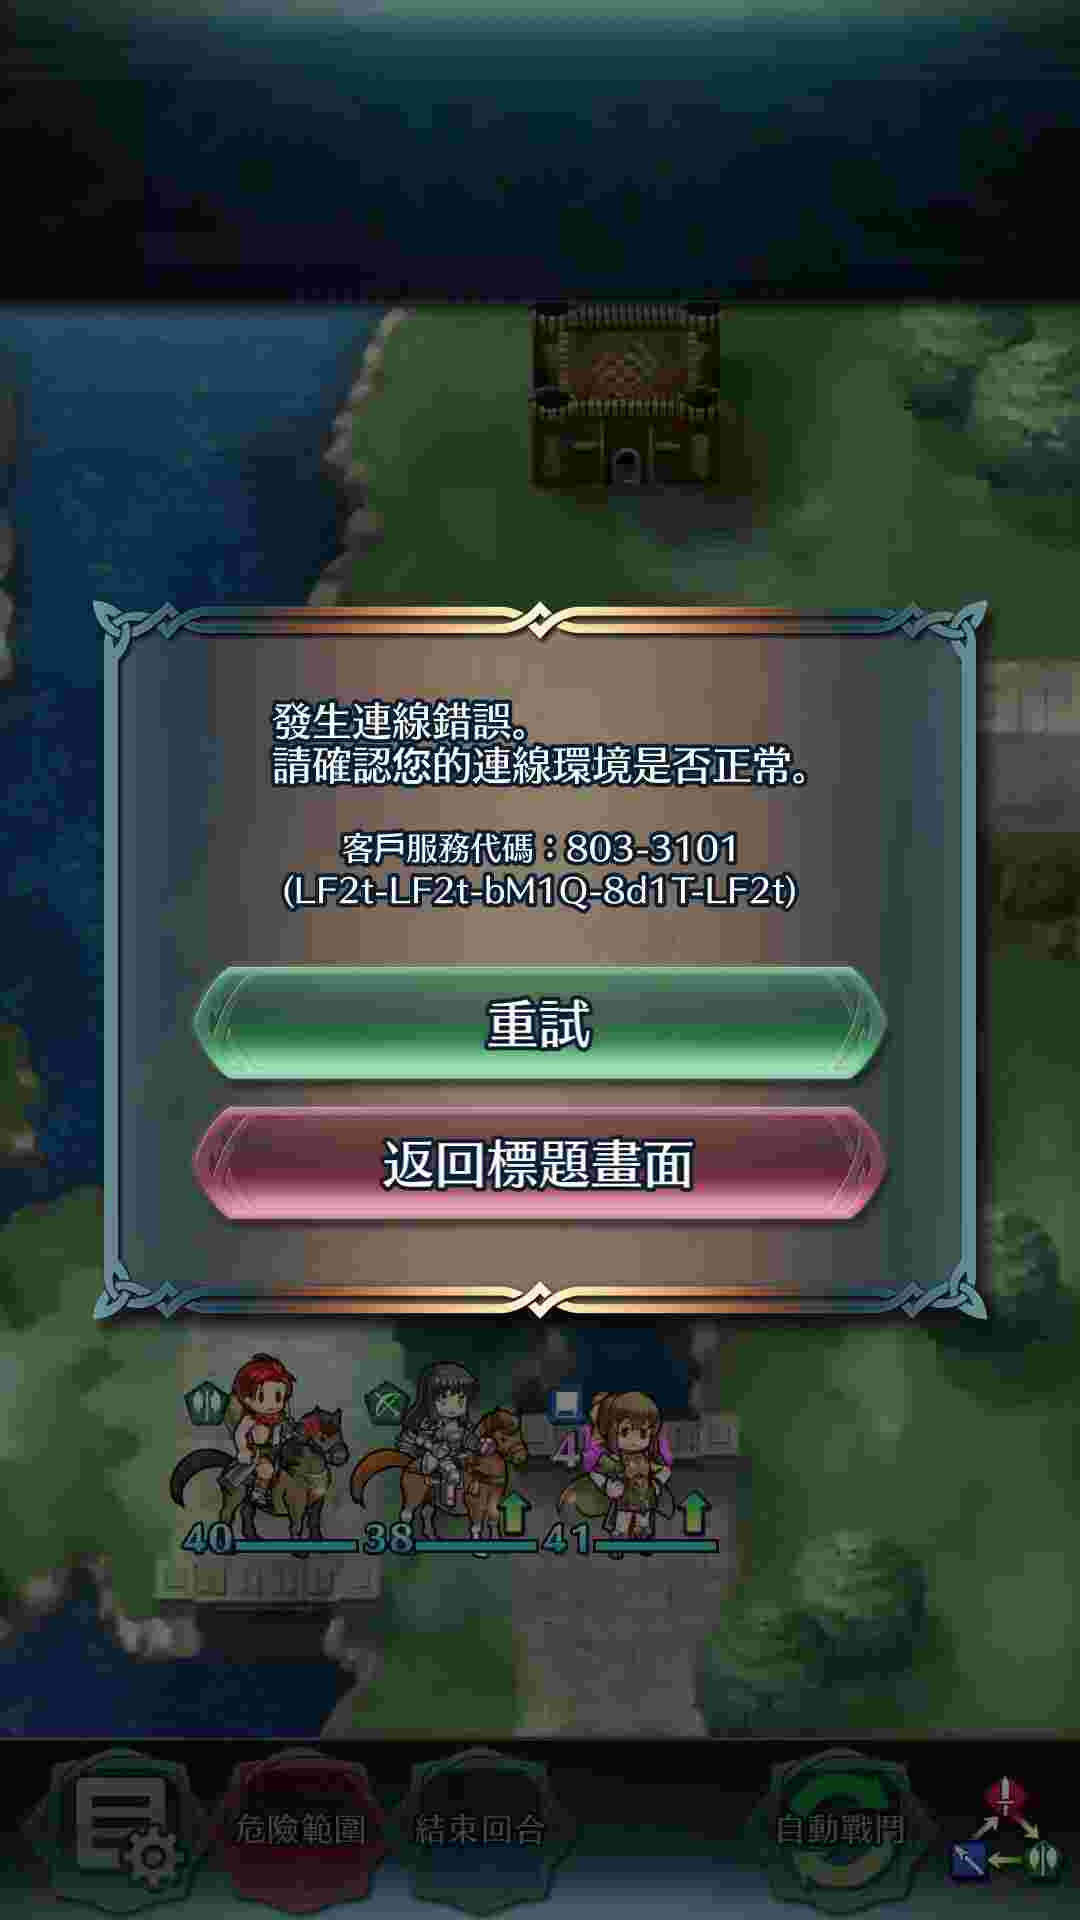 發生連線錯誤。
請確認您的連線環境是否正常。
客戶服務代碼：803-3101
(LF2t-LF2t-bM1Q-8d1T-LF2t)
重試
返回標題畫面
4
40
38
41
危險範圍
結束回合
自動戰鬥